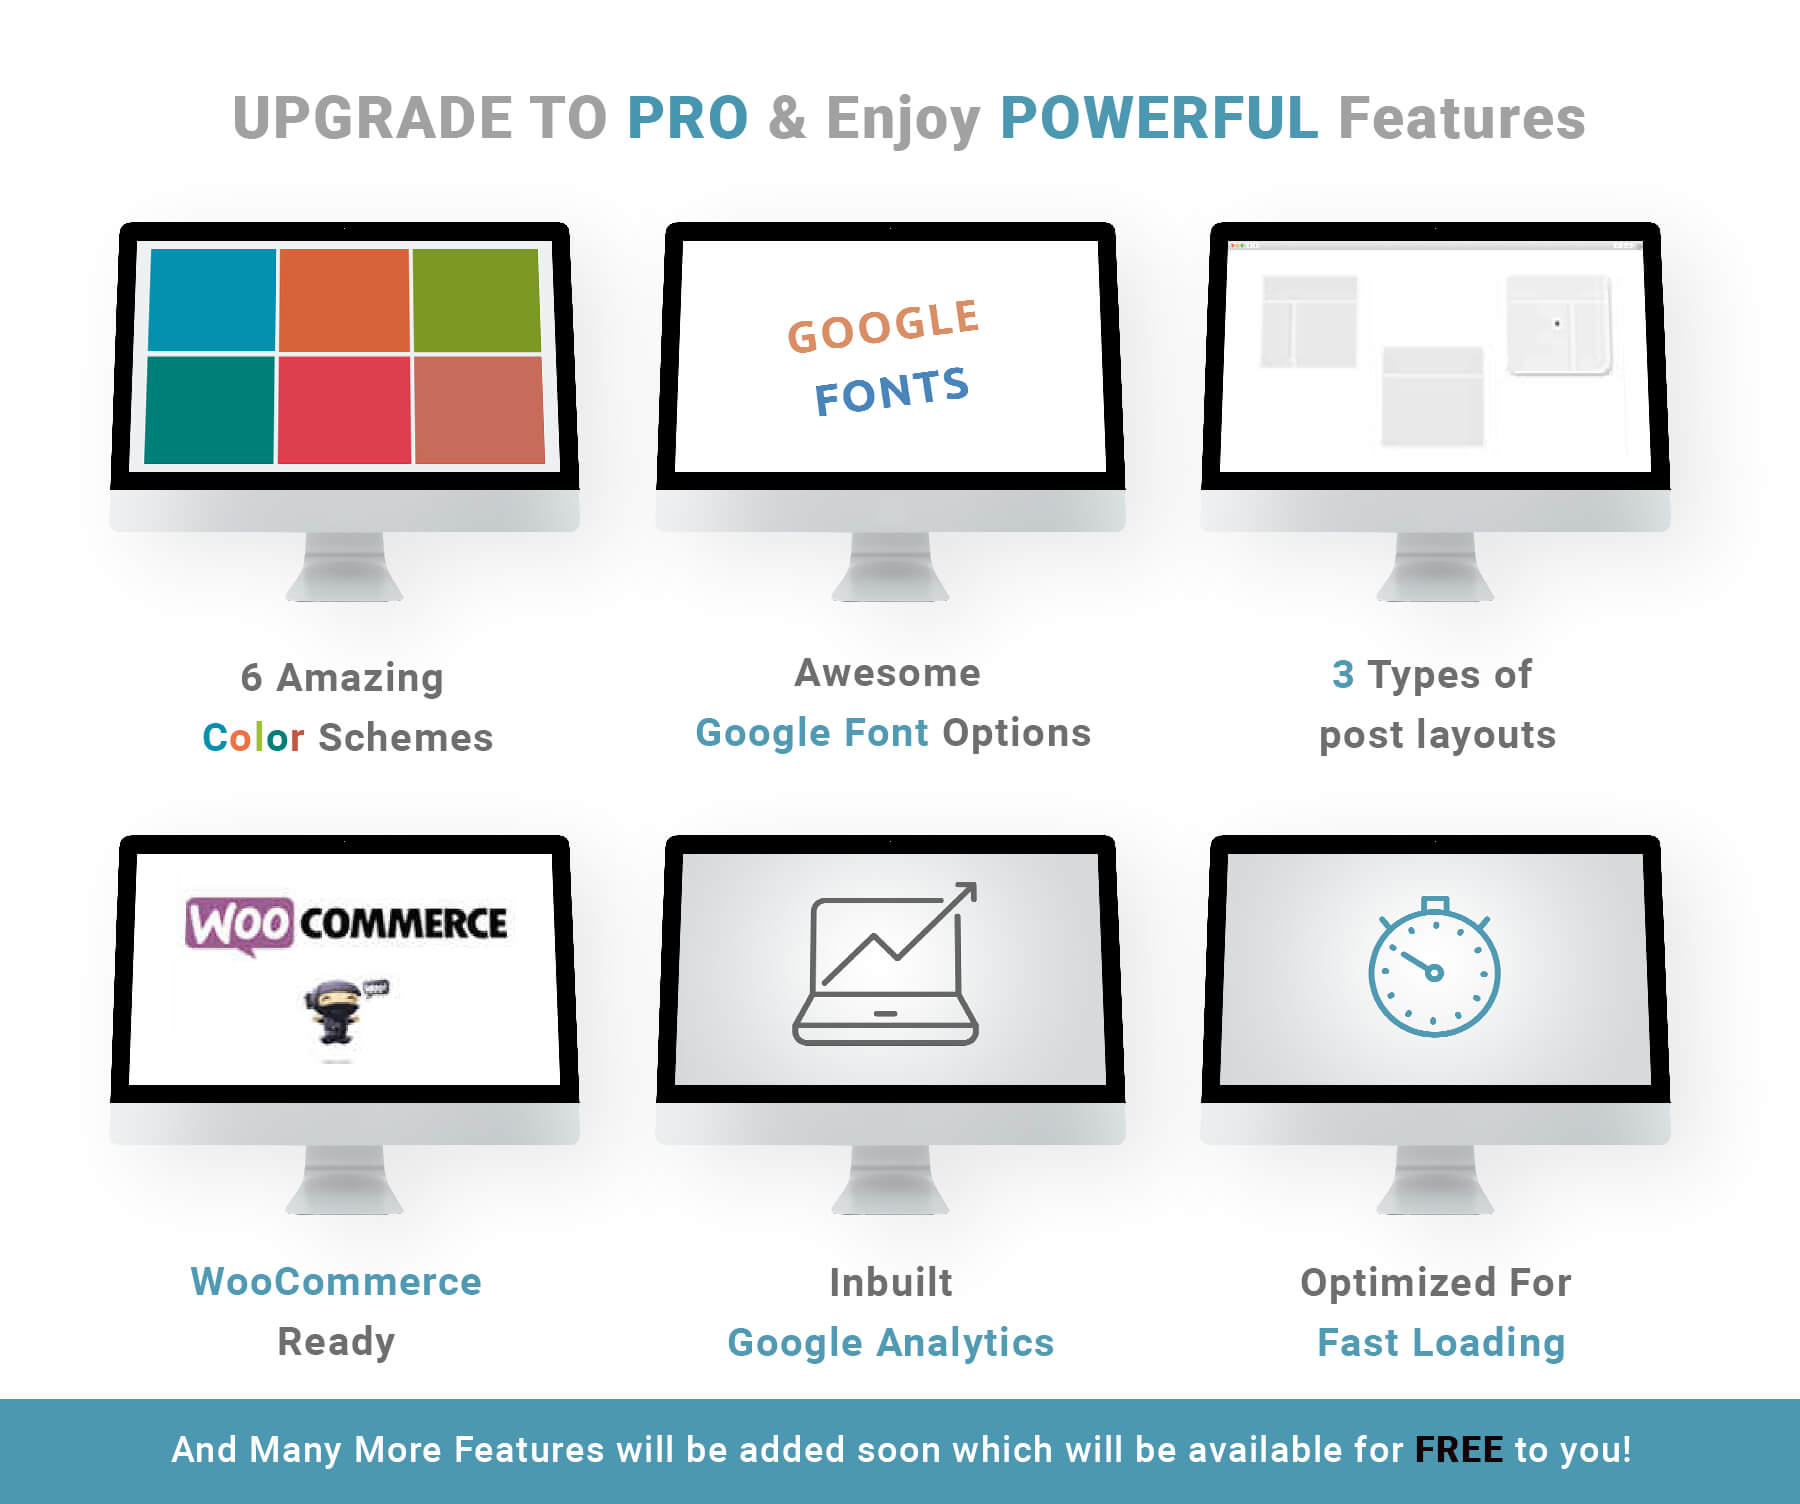 UPGRADE TO PRO & Enjoy POWERFUL Features
GOOGLE
FONTS
6 Amazing
Color Schemes
Awesome
Google Font Options
3 Types of
post layouts
WOO COMMERCE
WOO!
WooCommerce
Ready
Inbuilt
Google Analytics
Optimized For
Fast Loading
And Many More Features will be added soon which will be available for FREE to you!